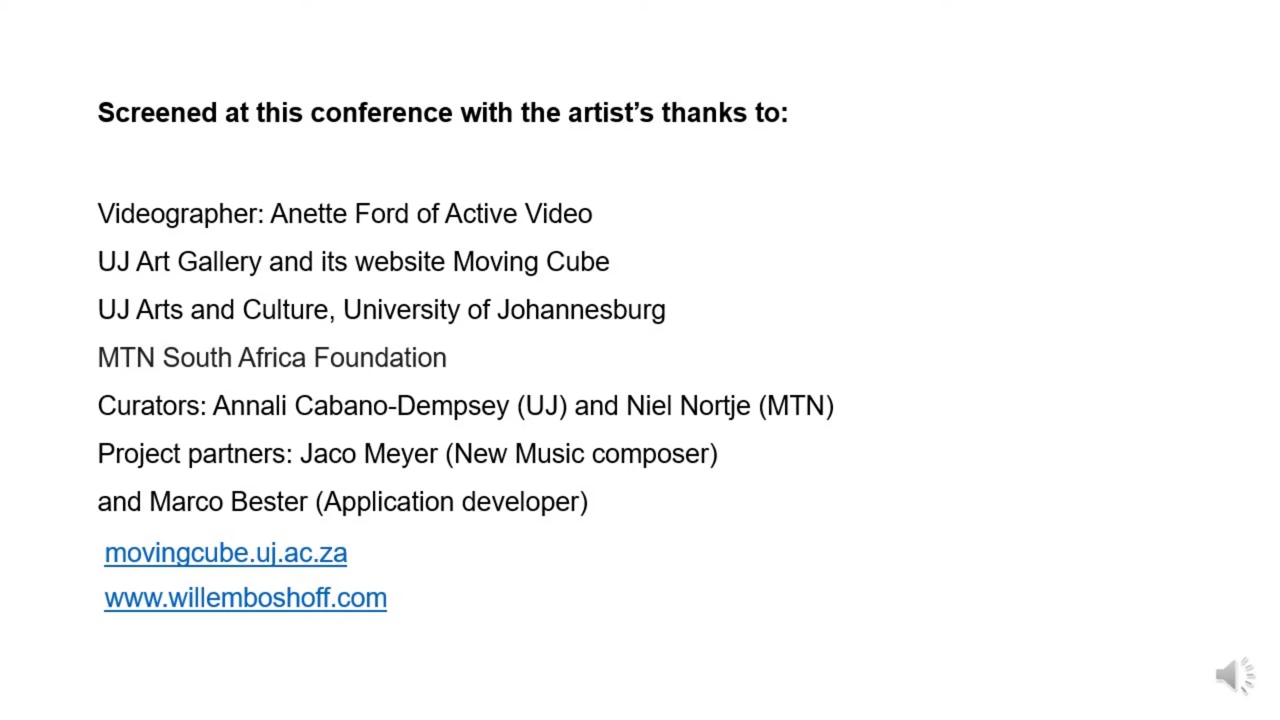 Screened at this conference with the artist’s thanks to:
Videographer: Anette Ford of Active Video
UJ Art Gallery and its website Moving Cube
UJ Arts and Culture, University of Johannesburg
MTN South Africa Foundation
Curators: Annali Cabano-Dempsey (UJ) and Niel Nortje (MTN)
Project partners: Jaco Meyer (New Music composer)
and Marco Bester (Application developer)
movingcube.uj.ac.za
www.willemboshoff.com